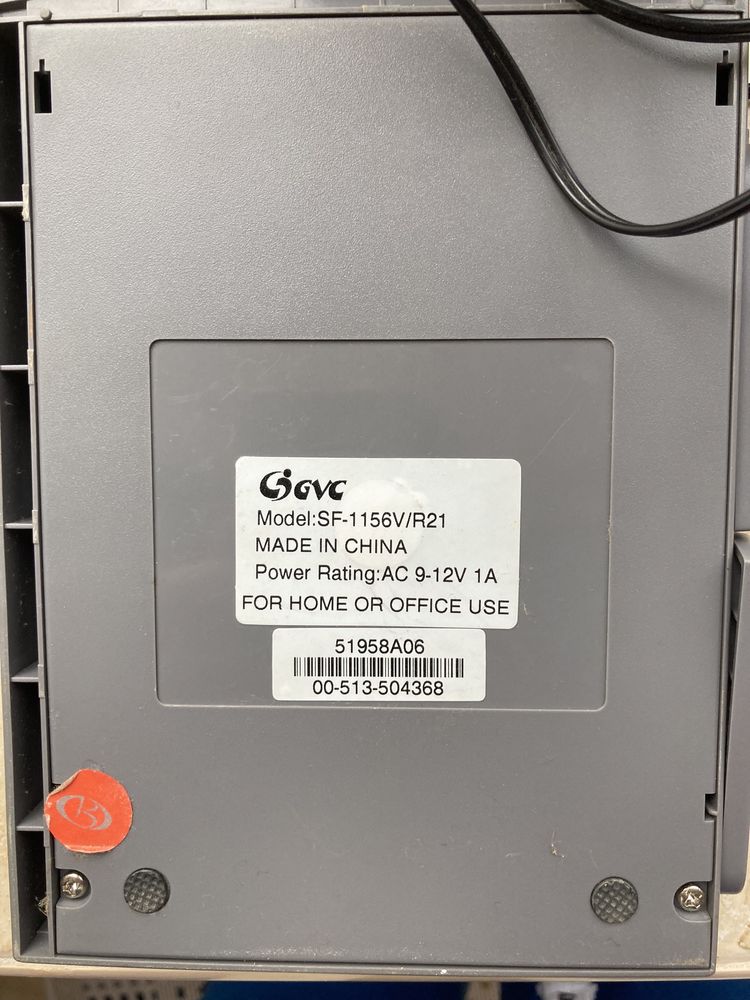 GVC
Model:SF-1156V/R21
MADE IN CHINA
Power Rating:AC 9-12V 1A
FOR HOME OR OFFICE USE
51958A06
00-513-504368